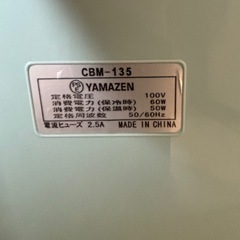 CBM-135
PSE YAMAZEN
定格電圧 100V
消費電力(保冷時) 60W
消費電力(保温時) 50W
定格周波数 50/60Hz
電流ヒューズ 2.5A MADE IN CHINA